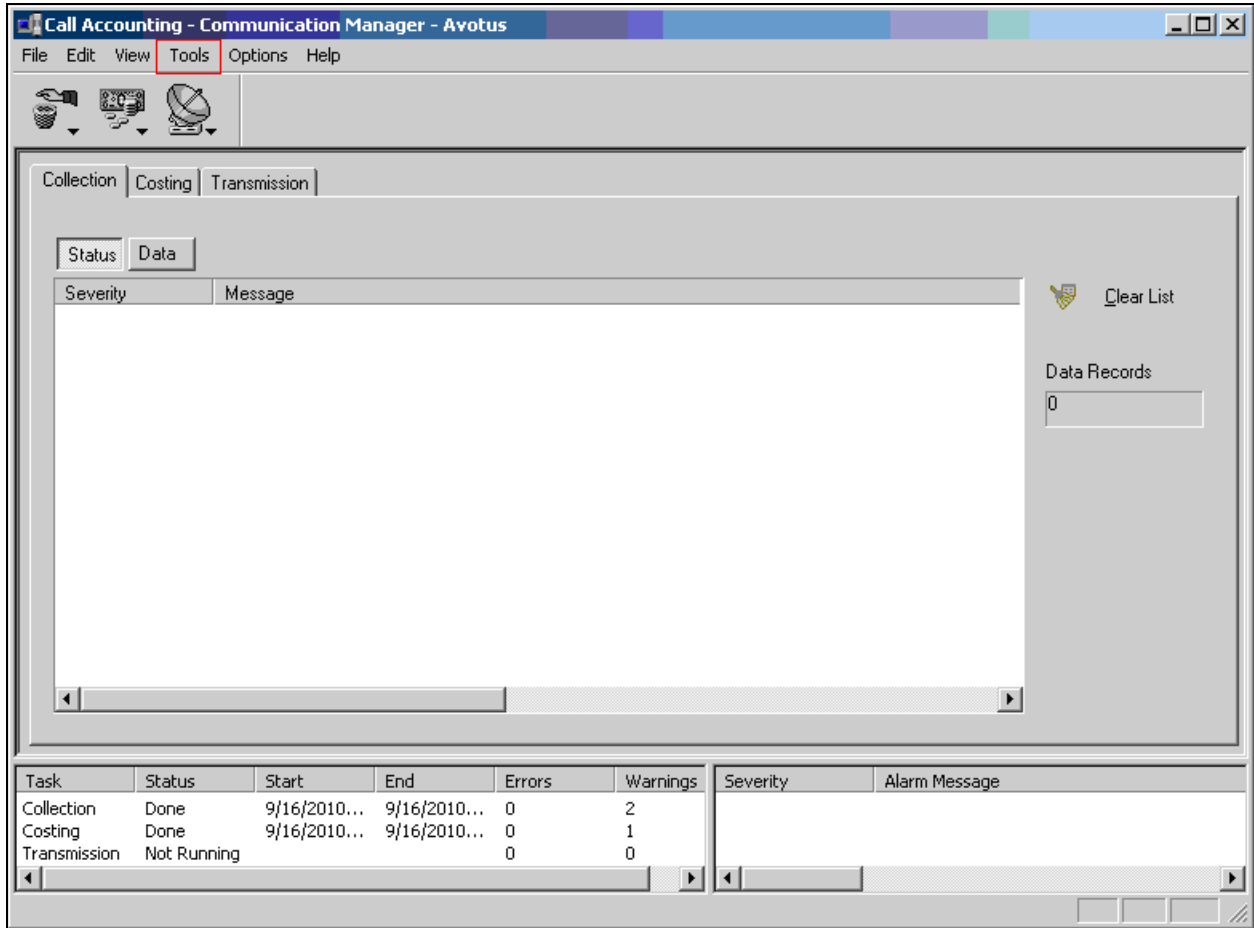 Call Accounting - Communication Manager - Avotus
File Edit View Tools Options Help
Collection Costing Transmission
Status Data
Severity Message
Clear List
Data Records
0
Task Status Start End Errors Warnings
Collection Done 9/16/2010... 9/16/2010... 0 2
Costing Done 9/16/2010... 9/16/2010... 0 1
Transmission Not Running 0 0
Severity Alarm Message